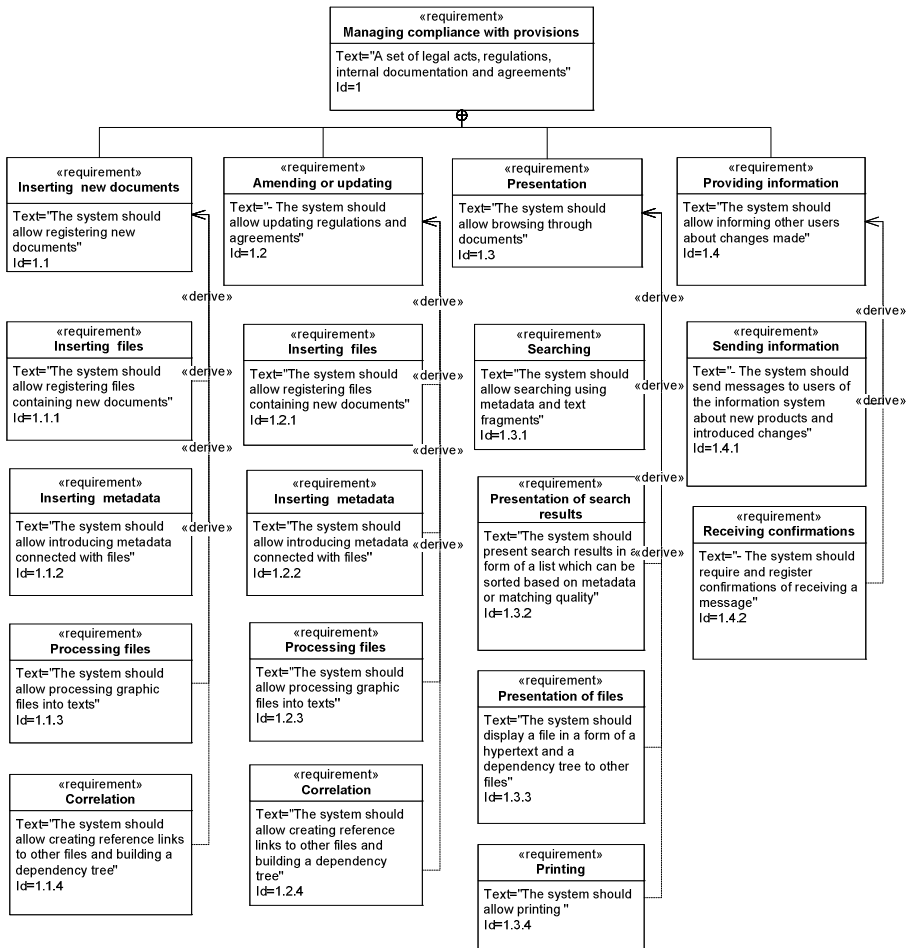 «requirement»
Managing compliance with provisions
Text="A set of legal acts, regulations,
internal documentation and agreements"
Id=1
«requirement»
Inserting new documents
Text="The system should
allow registering new
documents"
Id=1.1
«requirement»
Amending or updating
Text="- The system should
allow updating regulations and
agreements"
Id=1.2
«requirement»
Presentation
Text="The system should
allow browsing through
documents"
Id=1.3
«requirement»
Providing information
Text="The system should
allow informing other users
about changes made"
Id=1.4
«derive»
«derive»
«derive»
«derive»
«requirement»
Inserting files
Text="The system should
allow registering files
containing new documents"
Id=1.1.1
«derive»
«requirement»
Inserting files
Text="The system should
allow registering files
containing new documents"
Id=1.2.1
«derive»
«requirement»
Searching
Text="The system should
allow searching using
metadata and text
fragments"
Id=1.3.1
«derive»
«requirement»
Sending information
Text="- The system should
send messages to users of
the information system
about new products and
introduced changes"
Id=1.4.1
«derive»
«derive»
«derive»
«derive»
«requirement»
Inserting metadata
Text="The system should
allow introducing metadata
connected with files"
Id=1.1.2
«derive»
«requirement»
Inserting metadata
Text="The system should
allow introducing metadata
connected with files"
Id=1.2.2
«derive»
«requirement»
Presentation of search
results
Text="The system should
present search results in a
form of a list which can be
sorted based on metadata
or matching quality"
Id=1.3.2
«derive»
«requirement»
Receiving confirmations
Text="- The system should
require and register
confirmations of receiving a
message"
Id=1.4.2
«requirement»
Processing files
Text="The system should
allow processing graphic
files into texts"
Id=1.1.3
«requirement»
Processing files
Text="The system should
allow processing graphic
files into texts"
Id=1.2.3
«requirement»
Presentation of files
Text="The system should
display a file in a form of a
hypertext and a
dependency tree to other
files"
Id=1.3.3
«requirement»
Correlation
Text="The system should
allow creating reference links
to other files and building a
dependency tree"
Id=1.1.4
«requirement»
Correlation
Text="The system should
allow creating reference
links to other files and
building a dependency
tree"
Id=1.2.4
«requirement»
Printing
Text="The system should
allow printing "
Id=1.3.4